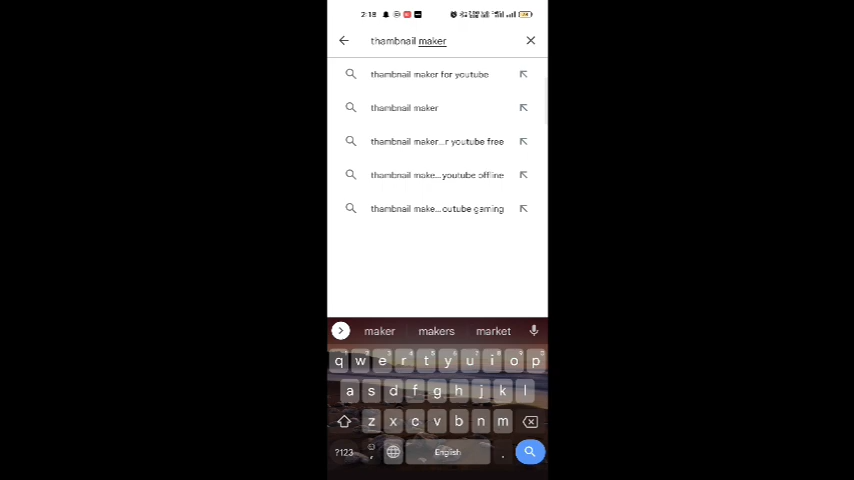 2:18
thambnail maker
thambnail maker for youtube
thambnail maker
thambnail maker...r youtube free
thambnail make...youtube offline
thambnail make...outube gaming
maker makers market
q w e r t y u i o p
a s d f g h j k l
z x c v b n m
?123 , English .